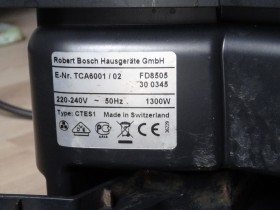 Robert Bosch Hausgeräte GmbH
E-Nr. TCA6001 / 02 FD8505
30 0345
220-240V ~ 50Hz 1300W
Type: CTES1 Made in Switzerland